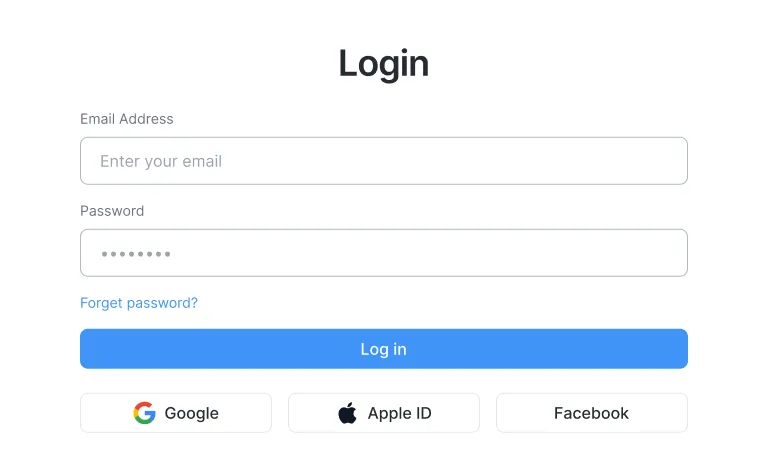 Login
Email Address
Enter your email
Password
••••••••
Forget password?
Log in
Google Apple ID Facebook